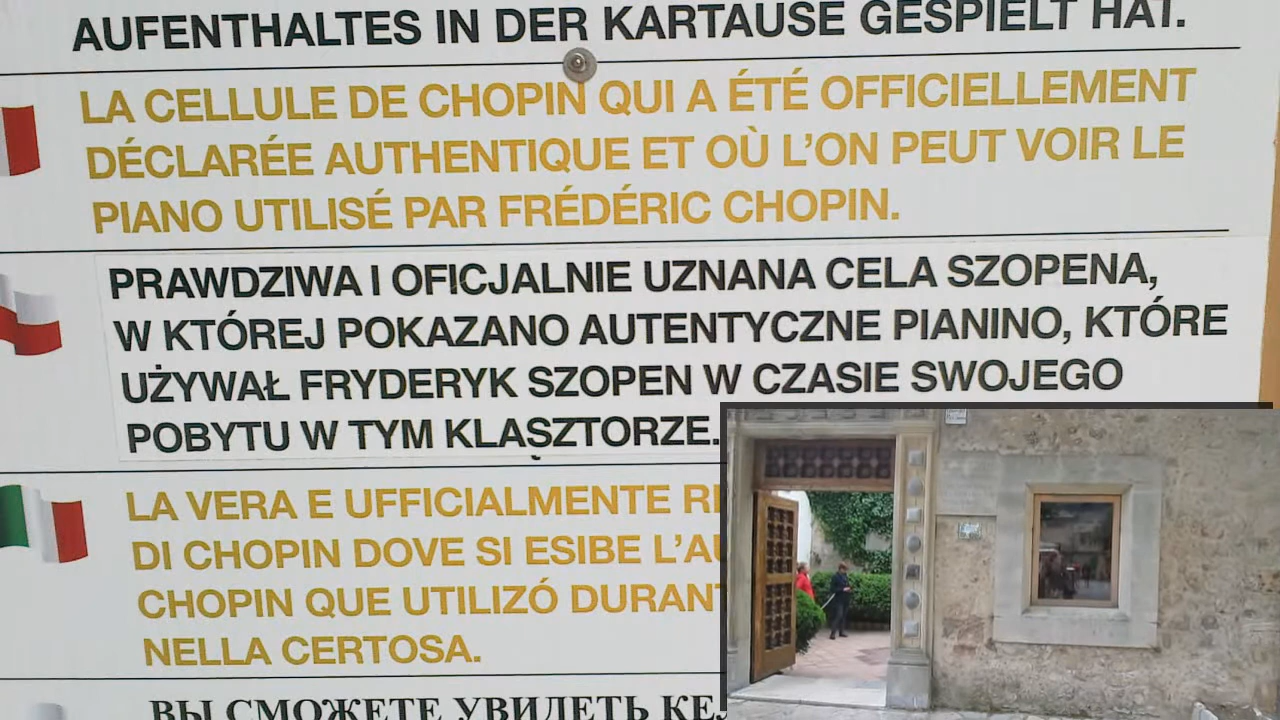 AUFENTHALTES IN DER KARTAUSE GESPIELT HAT.
LA CELLULE DE CHOPIN QUI A ÉTÉ OFFICIELLEMENT
DÉCLARÉE AUTHENTIQUE ET OÙ L'ON PEUT VOIR LE
PIANO UTILISÉ PAR FRÉDÉRIC CHOPIN.
PRAWDZIWA I OFICJALNIE UZNANA CELA SZOPENA,
W KTÓREJ POKAZANO AUTENTYCZNE PIANINO, KTÓRE
UŻYWAŁ FRYDERYK SZOPEN W CZASIE SWOJEGO
POBYTU W TYM KLASZTORZE.
LA VERA E UFFICIALMENTE
DI CHOPIN DOVE SI ESIBE
CHOPIN QUE UTILIZÓ
NELLA CERTOSA.
ВЫ СМОЖЕТЕ УВИДЕТЬ